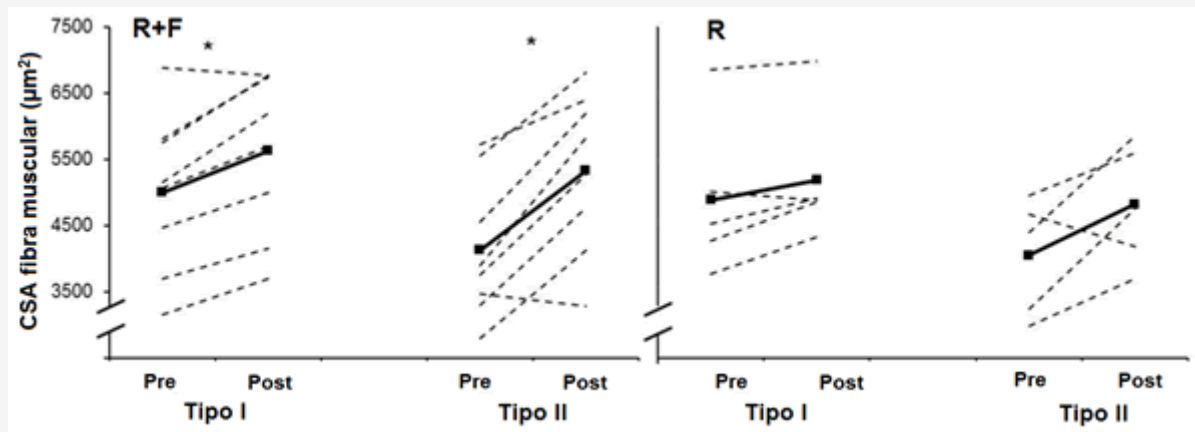 CSA fibra muscular (µm²)
7500
6500
5500
4500
3500
R+F
*
*
R
Pre
Post
Pre
Post
Pre
Post
Pre
Post
Tipo I
Tipo II
Tipo I
Tipo II